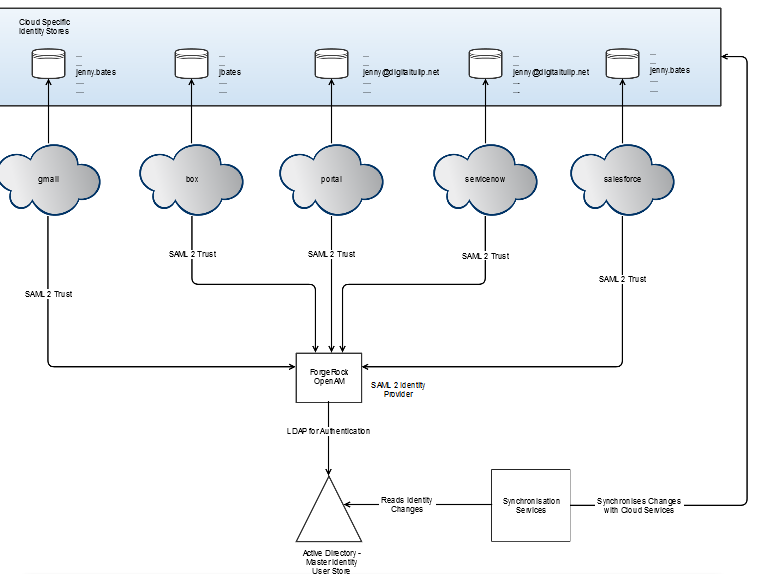 Cloud Specific
Identity Stores
jenny.bates
jbates
jenny@digitaltulip.net
jenny@digitaltulip.net
jenny.bates
gmail
box
portal
servicenow
salesforce
SAML 2 Trust
SAML 2 Trust
SAML 2 Trust
SAML 2 Trust
SAML 2 Trust
ForgeRock
OpenAM
SAML 2 Identity
Provider
LDAP for Authentication
Reads Identity
Changes
Synchronisation
Services
Synchronises Changes
with Cloud Services
Active Directory -
Master Identity
User Store